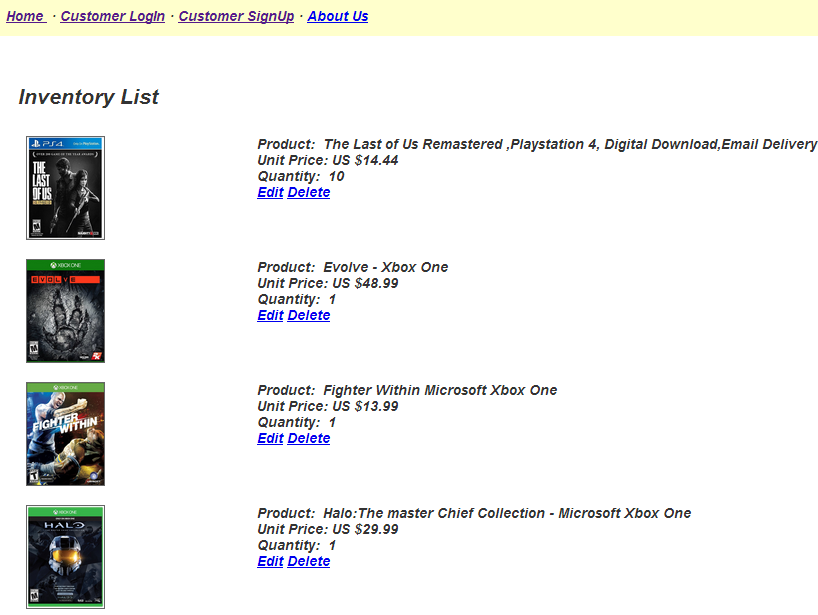 Home · Customer LogIn · Customer SignUp · About Us
Inventory List
PS4
THE LAST OF US
Product: The Last of Us Remastered ,Playstation 4, Digital Download,Email Delivery
Unit Price: US $14.44
Quantity: 10
Edit Delete
XBOX ONE
EVOLVE
Product: Evolve - Xbox One
Unit Price: US $48.99
Quantity: 1
Edit Delete
XBOX ONE
FIGHTER
WITHIN
Product: Fighter Within Microsoft Xbox One
Unit Price: US $13.99
Quantity: 1
Edit Delete
XBOX ONE
HALO
Product: Halo:The master Chief Collection - Microsoft Xbox One
Unit Price: US $29.99
Quantity: 1
Edit Delete